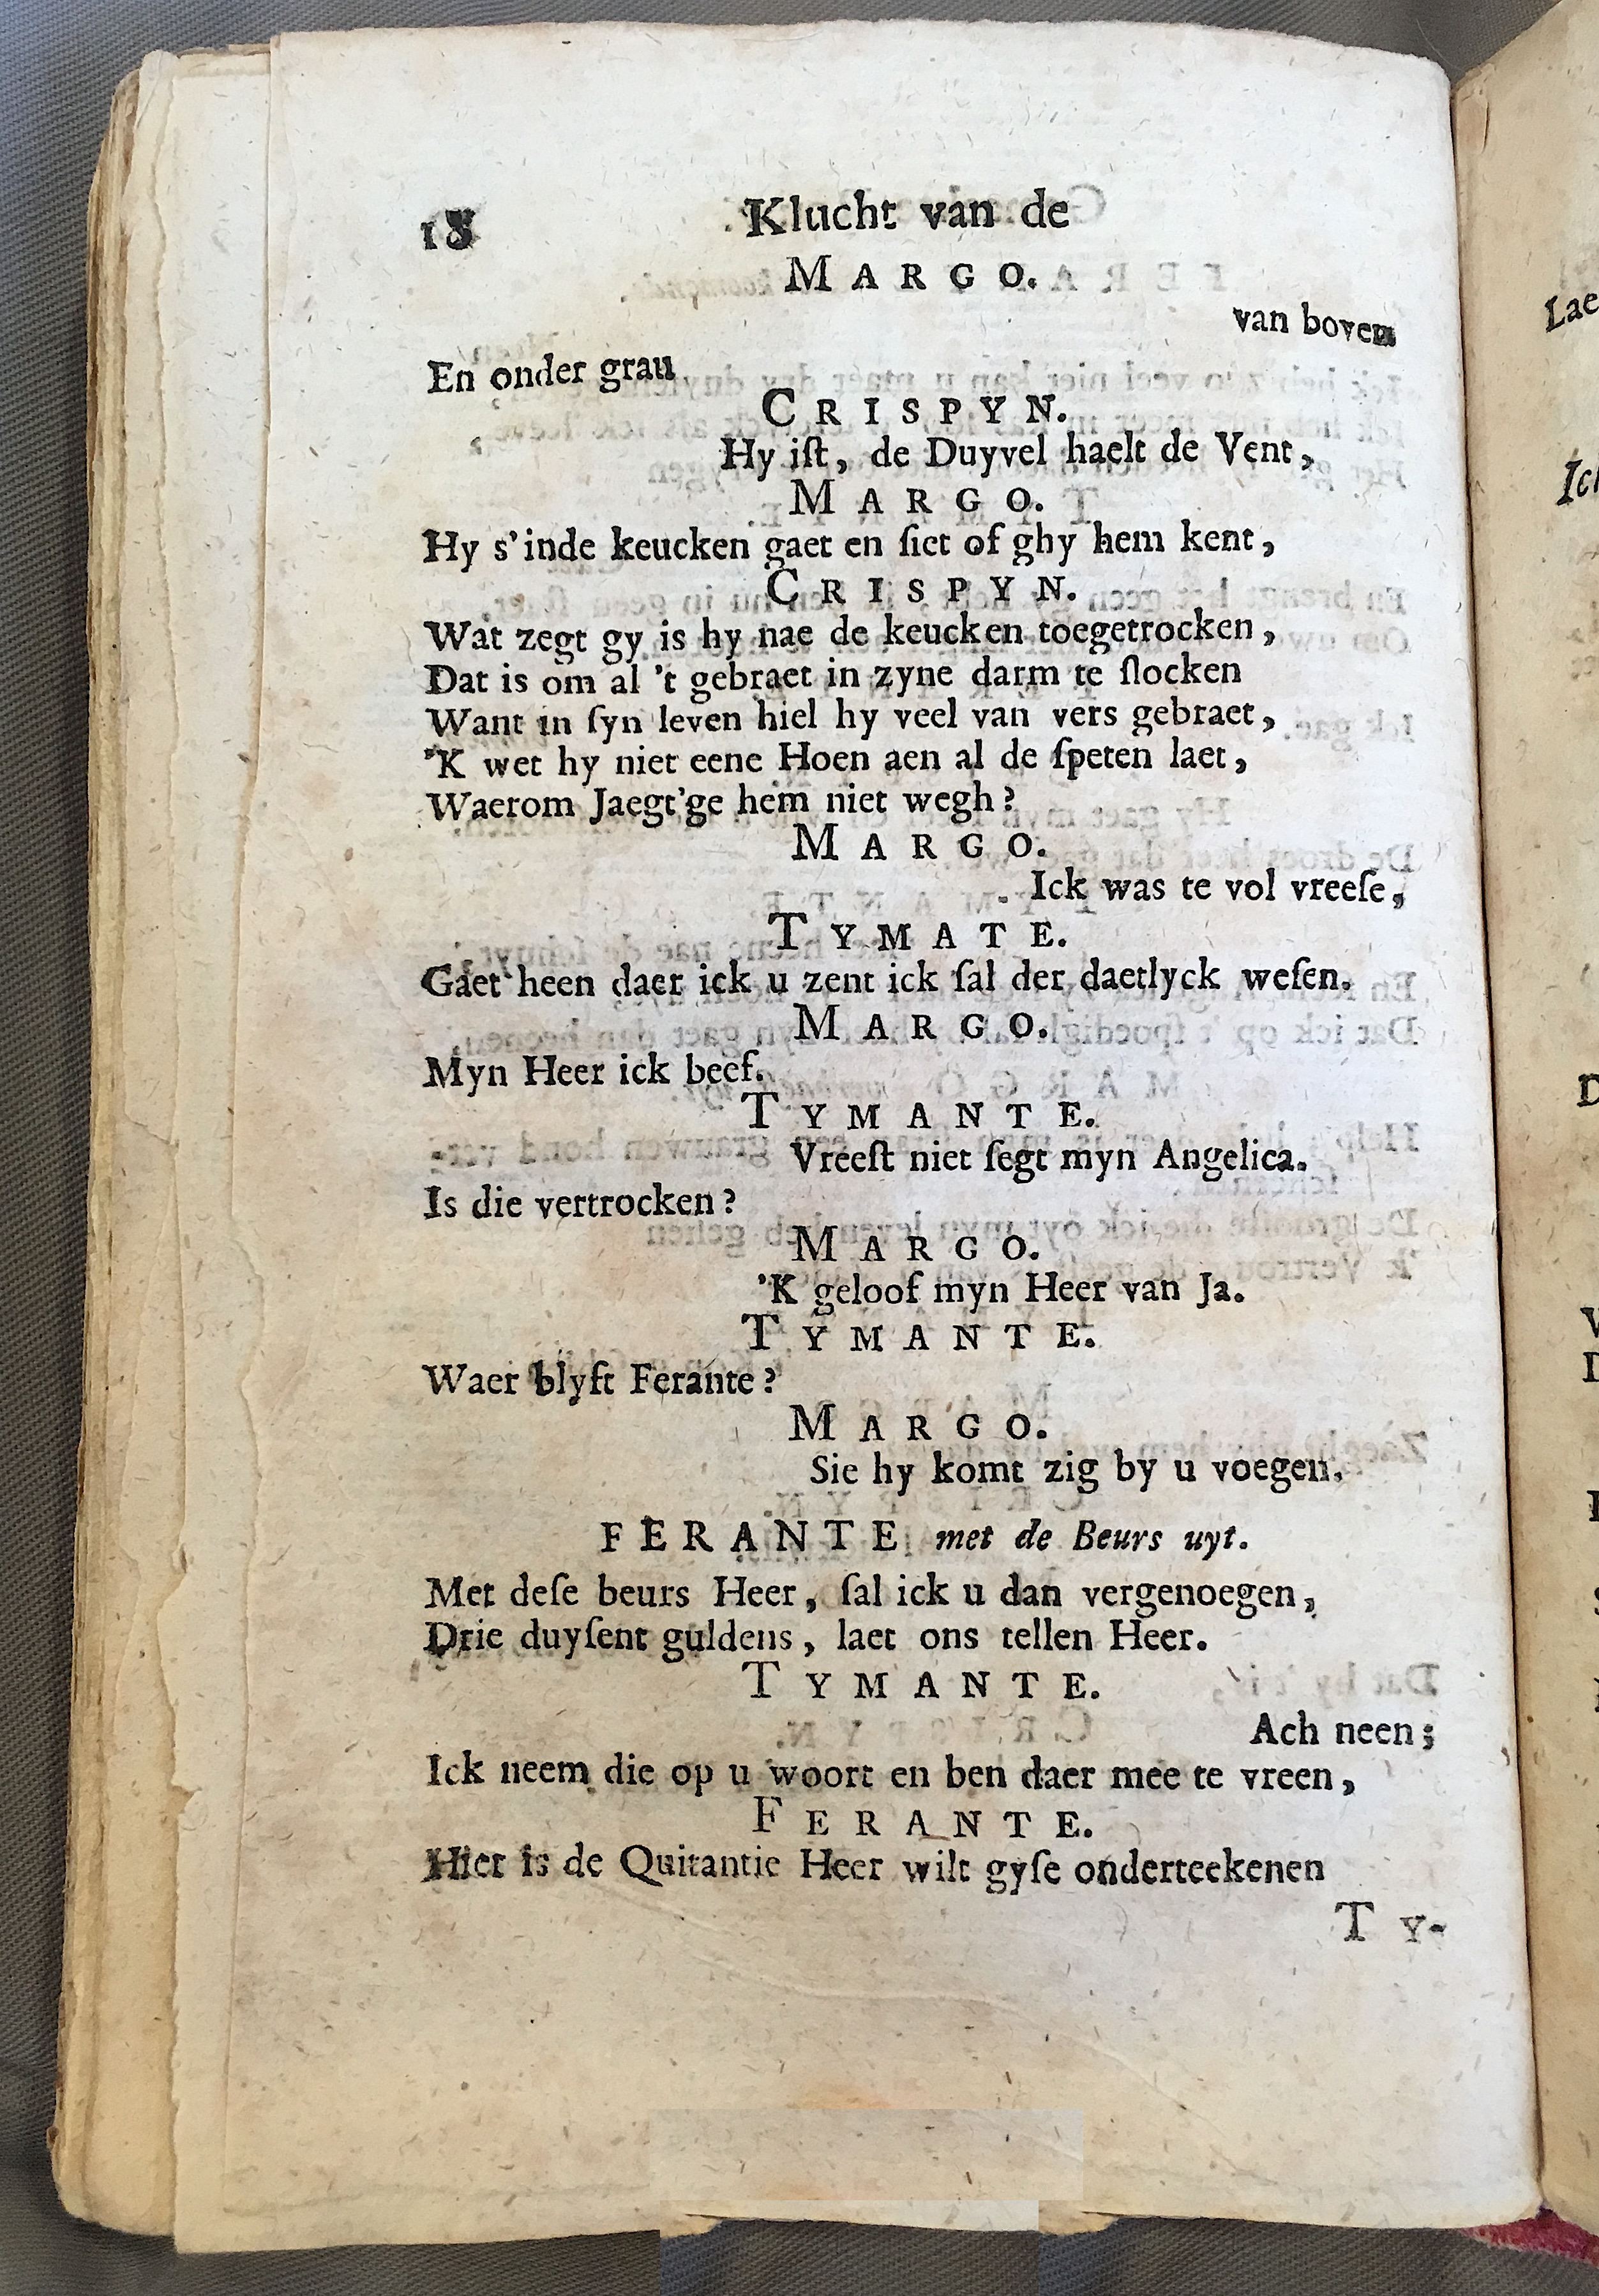 18 Klucht van de
MARGO.
van boven
En onder grau
CRISPYN.
Hy iſt, de Duyvel haelt de Vent,
MARGO.
Hy s'inde keucken gaet en ſiet of ghy hem kent,
CRISPYN.
Wat zegt gy is hy nae de keucken toegetrocken,
Dat is om al 't gebraet in zyne darm te ſlocken
Want in ſyn leven hiel hy veel van vers gebraet,
'K wet hy niet eene Hoen aen al de ſpeten laet,
Waerom Jaegt'ge hem niet wegh?
MARGO.
Ick was te vol vreeſe,
TYMATE.
Gaet heen daer ick u zent ick ſal der daetlyck weſen.
MARGO.
Myn Heer ick beef.
TYMANTE.
Vreeſt niet ſegt myn Angelica.
Is die vertrocken?
MARGO.
'K geloof myn Heer van Ja.
TYMANTE.
Waer blyft Ferante?
MARGO.
Sie hy komt zig by u voegen.
FERANTE met de Beurs uyt.
Met deſe beurs Heer, ſal ick u dan vergenoegen,
Drie duyſent guldens, laet ons tellen Heer.
TYMANTE.
Ach neen;
Ick neem die op u woort en ben daer mee te vreen,
FERANTE.
Hier is de Quitantie Heer wilt gyſe onderteekenen
TY-